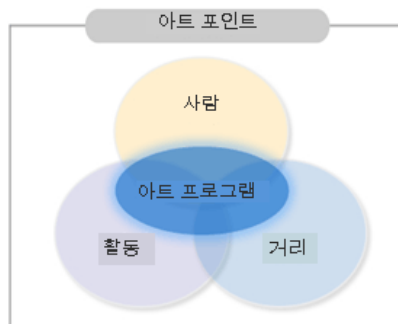 아트 포인트
사람
아트 프로그램
활동
거리